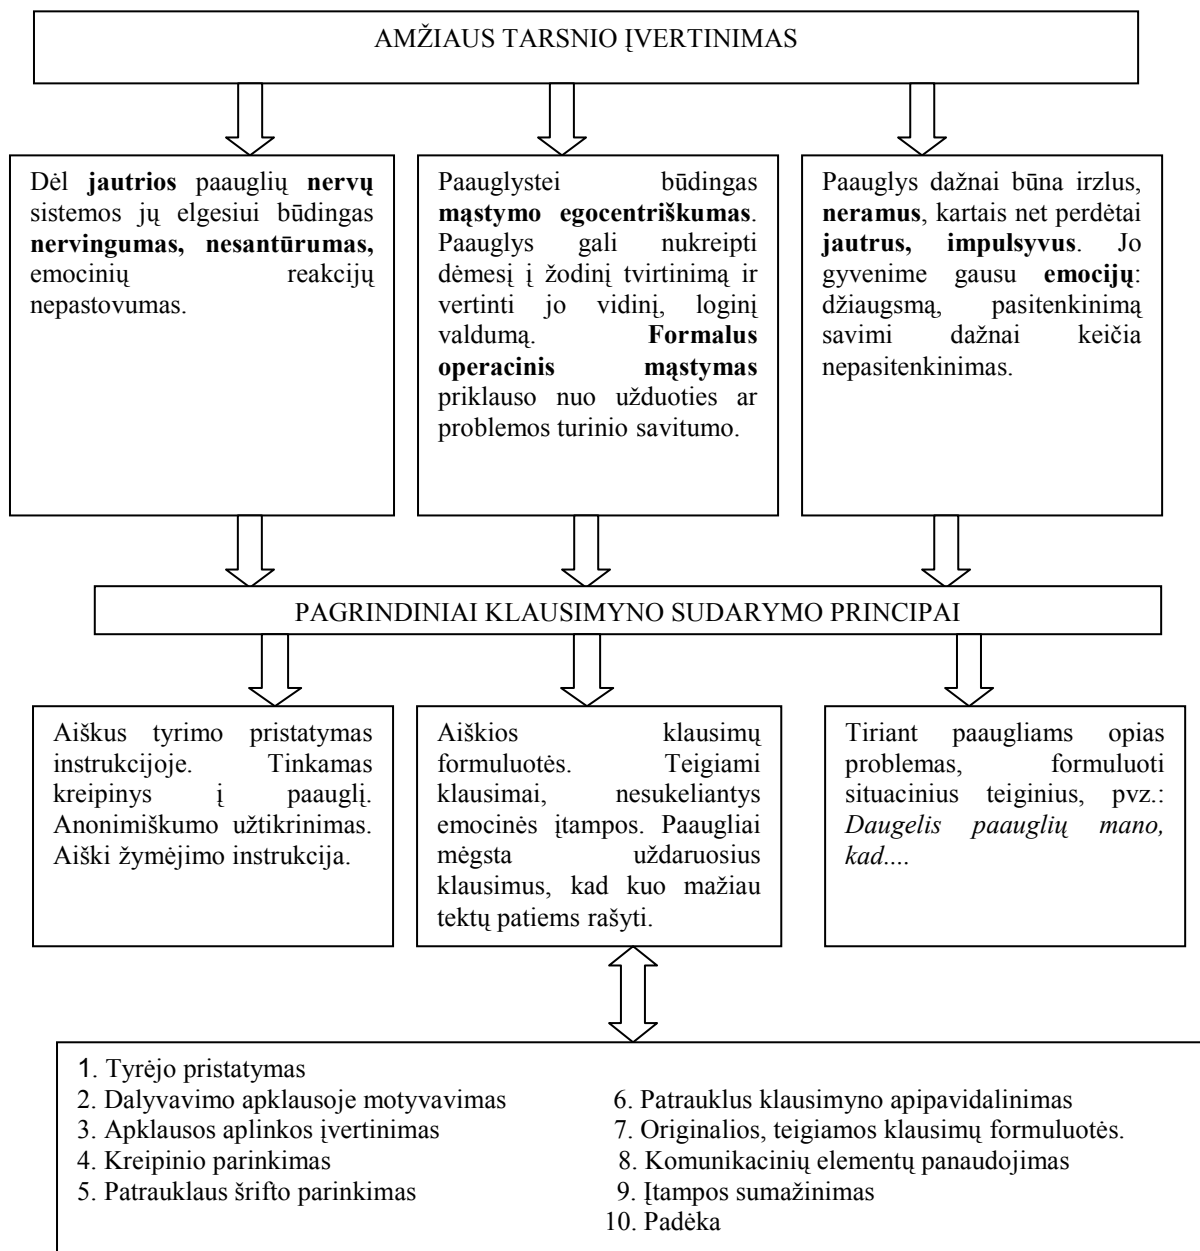 AMŽIAUS TARSNIO ĮVERTINIMAS
Dėl jautrios paauglių nervų
sistemos jų elgesiui būdingas
nervingumas, nesantūrumas,
emocinių reakcijų
nepastovumas.
Paauglystei būdingas
mąstymo egocentriškumas.
Paauglys gali nukreipti
dėmesį į žodinį tvirtinimą ir
vertinti jo vidinį, loginį
valdumą. Formalus
operacinis mąstymas
priklauso nuo užduoties ar
problemos turinio savitumo.
Paauglys dažnai būna irzlus,
neramus, kartais net perdėtai
jautrus, impulsyvus. Jo
gyvenime gausu emocijų:
džiaugsmą, pasitenkinimą
savimi dažnai keičia
nepasitenkinimas.
PAGRINDINIAI KLAUSIMYNO SUDARYMO PRINCIPAI
Aiškus tyrimo pristatymas
instrukcijoje. Tinkamas
kreipinys į paauglį.
Anonimiškumo užtikrinimas.
Aiški žymėjimo instrukcija.
Aiškios klausimų
formuluotės. Teigiami
klausimai, nesukeliantys
emocinės įtampos. Paaugliai
mėgsta uždaruosius
klausimus, kad kuo mažiau
tektų patiems rašyti.
Tiriant paaugliams opias
problemas, formuluoti
situacinius teiginius, pvz.:
Daugelis paauglių mano,
kad....
1. Tyrėjo pristatymas
2. Dalyvavimo apklausoje motyvavimas
3. Apklausos aplinkos įvertinimas
4. Kreipinio parinkimas
5. Patrauklaus šrifto parinkimas
6. Patrauklus klausimyno apipavidalinimas
7. Originalios, teigiamos klausimų formuluotės.
8. Komunikacinių elementų panaudojimas
9. Įtampos sumažinimas
10. Padėka